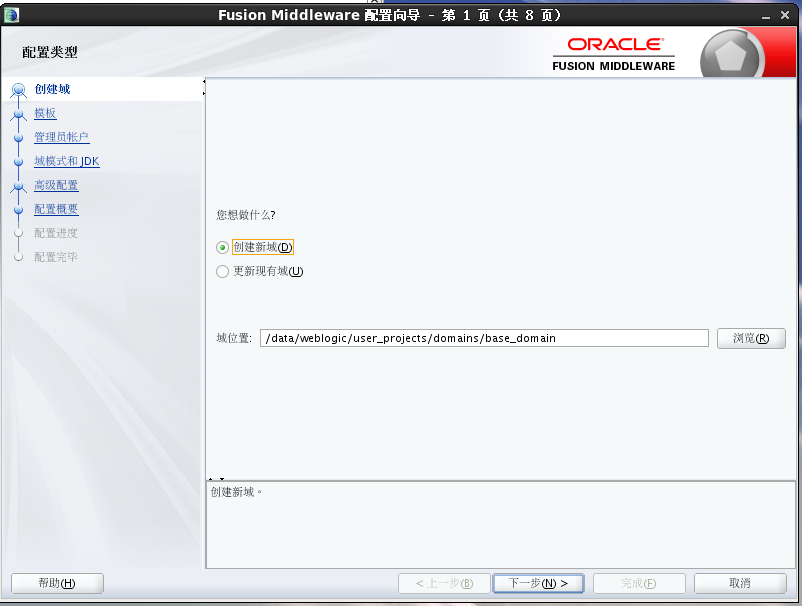 Fusion Middleware 配置向导 - 第 1 页 (共 8 页)
配置类型
ORACLE
FUSION MIDDLEWARE
创建域
模板
管理员帐户
域模式和 JDK
高级配置
配置概要
配置进度
配置完毕
您想做什么?
创建新域(D)
更新现有域(U)
域位置: /data/weblogic/user_projects/domains/base_domain 浏览(R)
创建新域。
帮助(H) < 上一步(B) 下一步(N) > 完成(F) 取消